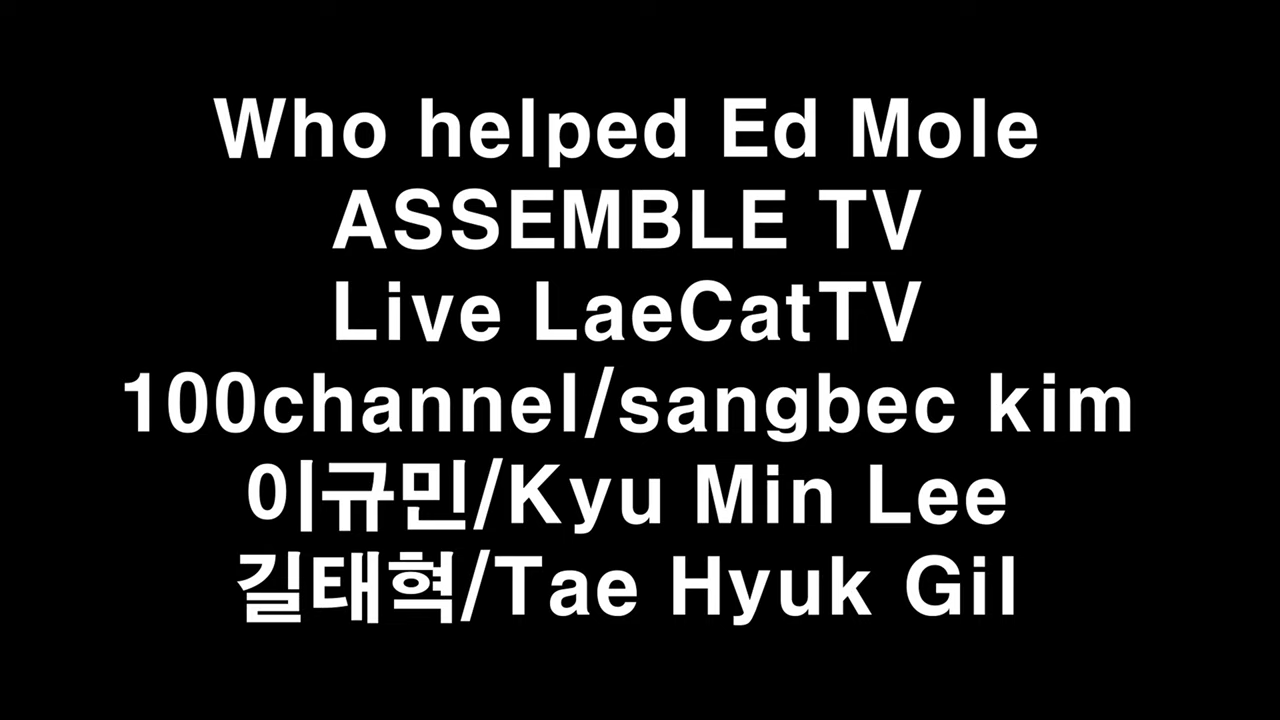 Who helped Ed Mole
ASSEMBLE TV
Live LaeCatTV
100channel/sangbec kim
이규민/Kyu Min Lee
길태혁/Tae Hyuk Gil